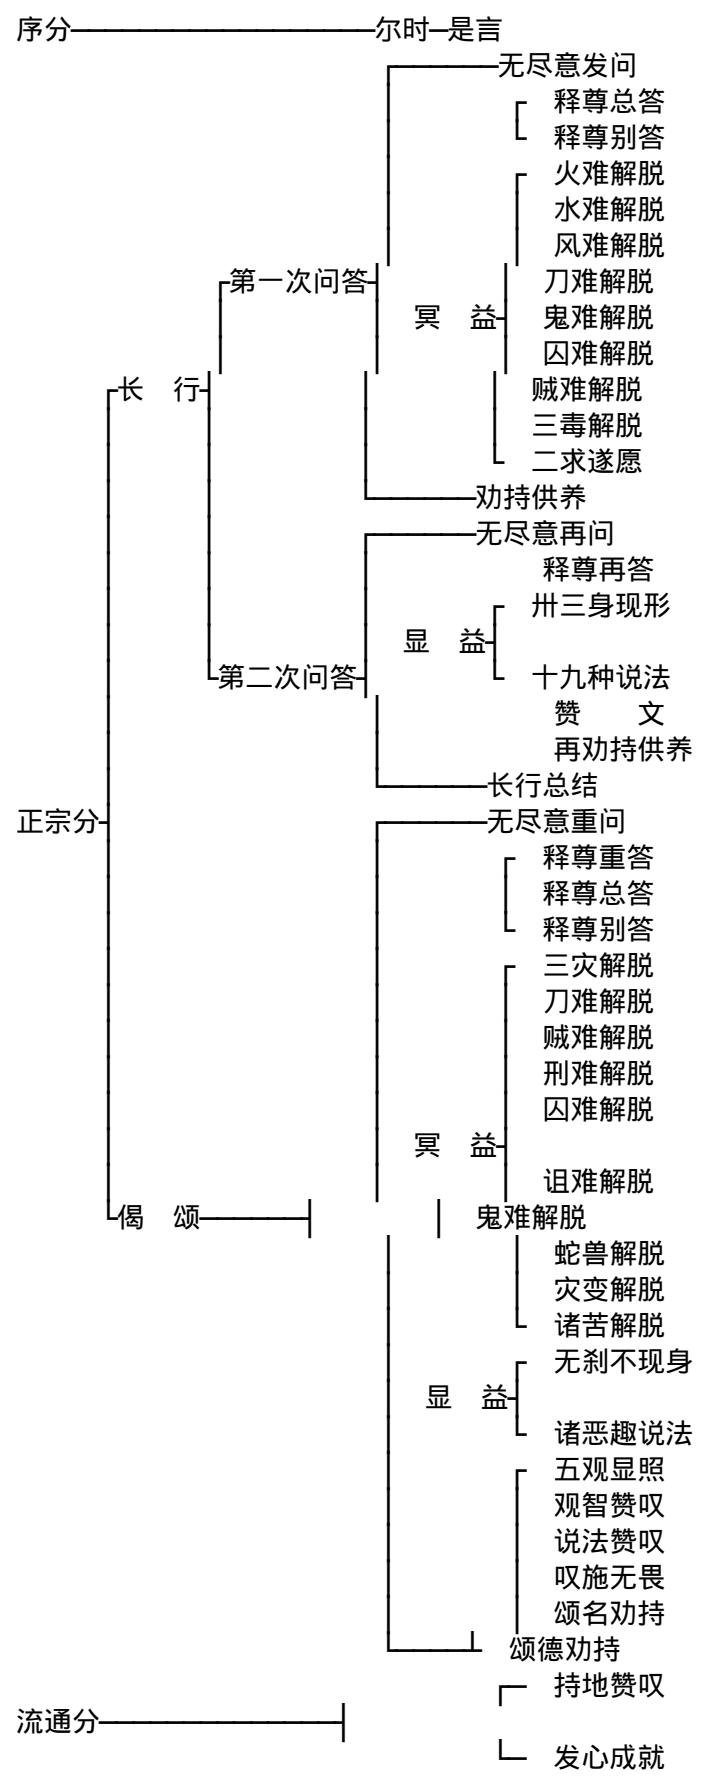 序分 尔时 是言
无尽意发问
释尊总答
释尊别答
火难解脱
水难解脱
风难解脱
第一次问答 刀难解脱
冥 益 鬼难解脱
囚难解脱
长 行 贼难解脱
三毒解脱
二求遂愿
劝持供养
无尽意再问
释尊再答
卅三身现形
显 益
第二次问答 十九种说法
赞 文
再劝持供养
长行总结
正宗分 无尽意重问
释尊重答
释尊总答
释尊别答
三灾解脱
刀难解脱
贼难解脱
刑难解脱
囚难解脱
冥 益
诅难解脱
偈 颂 鬼难解脱
蛇兽解脱
灾变解脱
诸苦解脱
无刹不现身
显 益
诸恶趣说法
五观显照
观智赞叹
说法赞叹
叹施无畏
颂名劝持
颂德劝持
持地赞叹
流通分
发心成就